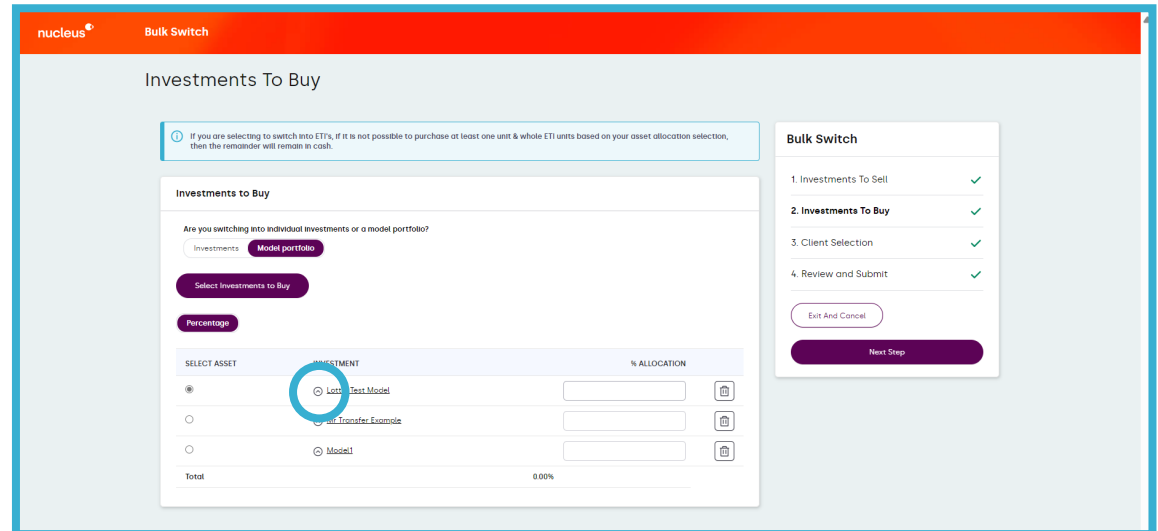 nucleus
Bulk Switch
Investments To Buy
If you are selecting to switch into ETI's, if it is not possible to purchase at least one unit & whole ETI units based on your asset allocation selection,
then the remainder will remain in cash.
Bulk Switch
1. Investments To Sell
2. Investments To Buy
3. Client Selection
4. Review and Submit
Exit And Cancel
Next Step
Investments to Buy
Are you switching into individual investments or a model portfolio?
Investments Model portfolio
Select Investments to Buy
Percentage
SELECT ASSET INVESTMENT % ALLOCATION
Test Model
Mr Transfer Example
Model1
Total 0.00%